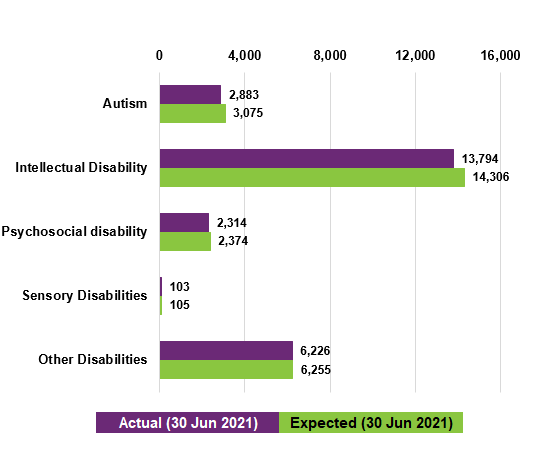 0 4,000 8,000 12,000 16,000
Autism
2,883
3,075
Intellectual Disability
13,794
14,306
Psychosocial disability
2,314
2,374
Sensory Disabilities
103
105
Other Disabilities
6,226
6,255
Actual (30 Jun 2021) Expected (30 Jun 2021)